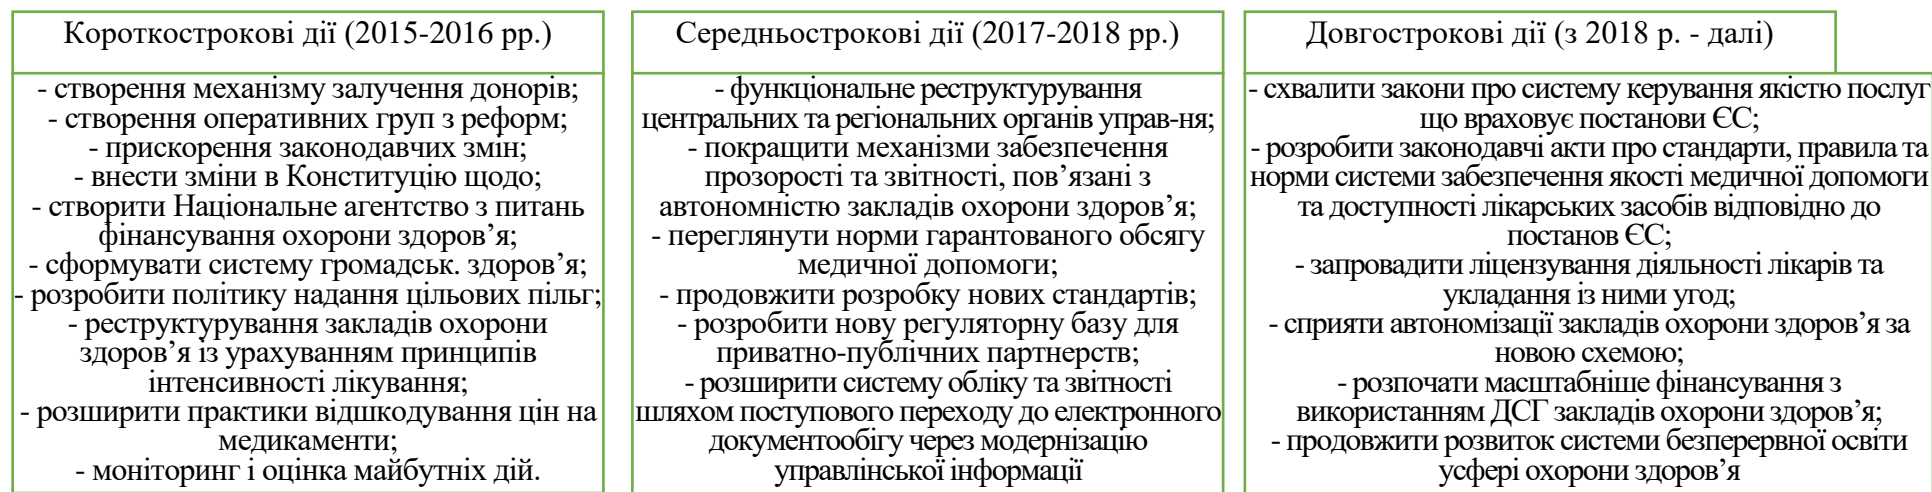 Короткострокові дії (2015-2016 рр.)
- створення механізму залучення донорів;
- створення оперативних груп з реформ;
- прискорення законодавчих змін;
- внести зміни в Конституцію щодо;
- створити Національне агентство з питань
фінансування охорони здоров’я;
- сформувати систему громадськ. здоров’я;
- розробити політику надання цільових пільг;
- реструктурування закладів охорони
здоров’я із урахуванням принципів
інтенсивності лікування;
- розширити практики відшкодування цін на
медикаменти;
- моніторинг і оцінка майбутніх дій.
Середньострокові дії (2017-2018 рр.)
- функціональне реструктурування
центральних та регіональних органів управ-ня;
- покращити механізми забезпечення
прозорості та звітності, пов’язані з
автономністю закладів охорони здоров’я;
- переглянути норми гарантованого обсягу
медичної допомоги;
- продовжити розробку нових стандартів;
- розробити нову регуляторну базу для
приватно-публічних партнерств;
- розширити систему обліку та звітності
шляхом поступового переходу до електронного
документообігу через модернізацію
управлінської інформації
Довгострокові дії (з 2018 р. - далі)
- схвалити закони про систему керування якістю послуг
що враховує постанови ЄС;
- розробити законодавчі акти про стандарти, правила та
норми системи забезпечення якості медичної допомоги
та доступності лікарських засобів відповідно до
постанов ЄС;
- запровадити ліцензування діяльності лікарів та
укладання із ними угод;
- сприяти автономізації закладів охорони здоров’я за
новою схемою;
- розпочати масштабніше фінансування з
використанням ДСГ закладів охорони здоров’я;
- продовжити розвиток системи безперервної освіти
усфері охорони здоров’я